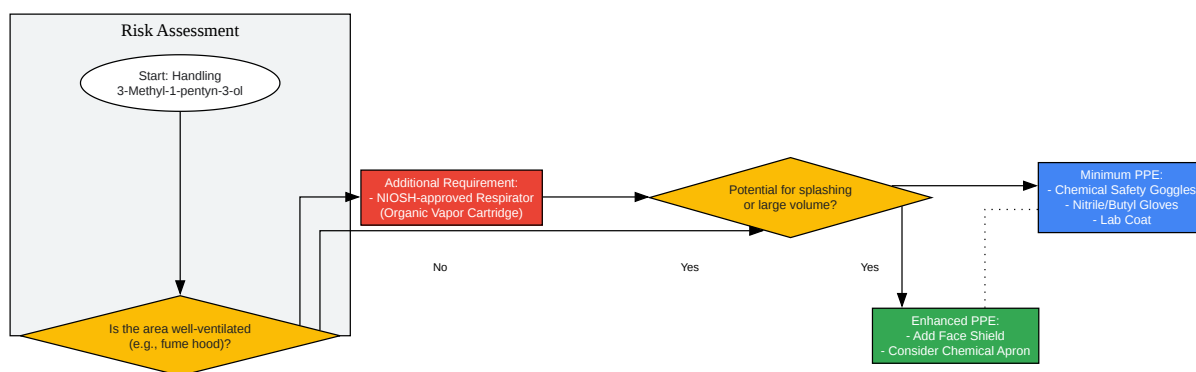 Risk Assessment
Start: Handling
3-Methyl-1-pentyn-3-ol
Additional Requirement:
- NIOSH-approved Respirator
(Organic Vapor Cartridge)
Potential for splashing
or large volume?
Minimum PPE:
- Chemical Safety Goggles
- Nitrile/Butyl Gloves
- Lab Coat
No
Yes
Yes
Is the area well-ventilated
(e.g., fume hood)?
Enhanced PPE:
- Add Face Shield
- Consider Chemical Apron